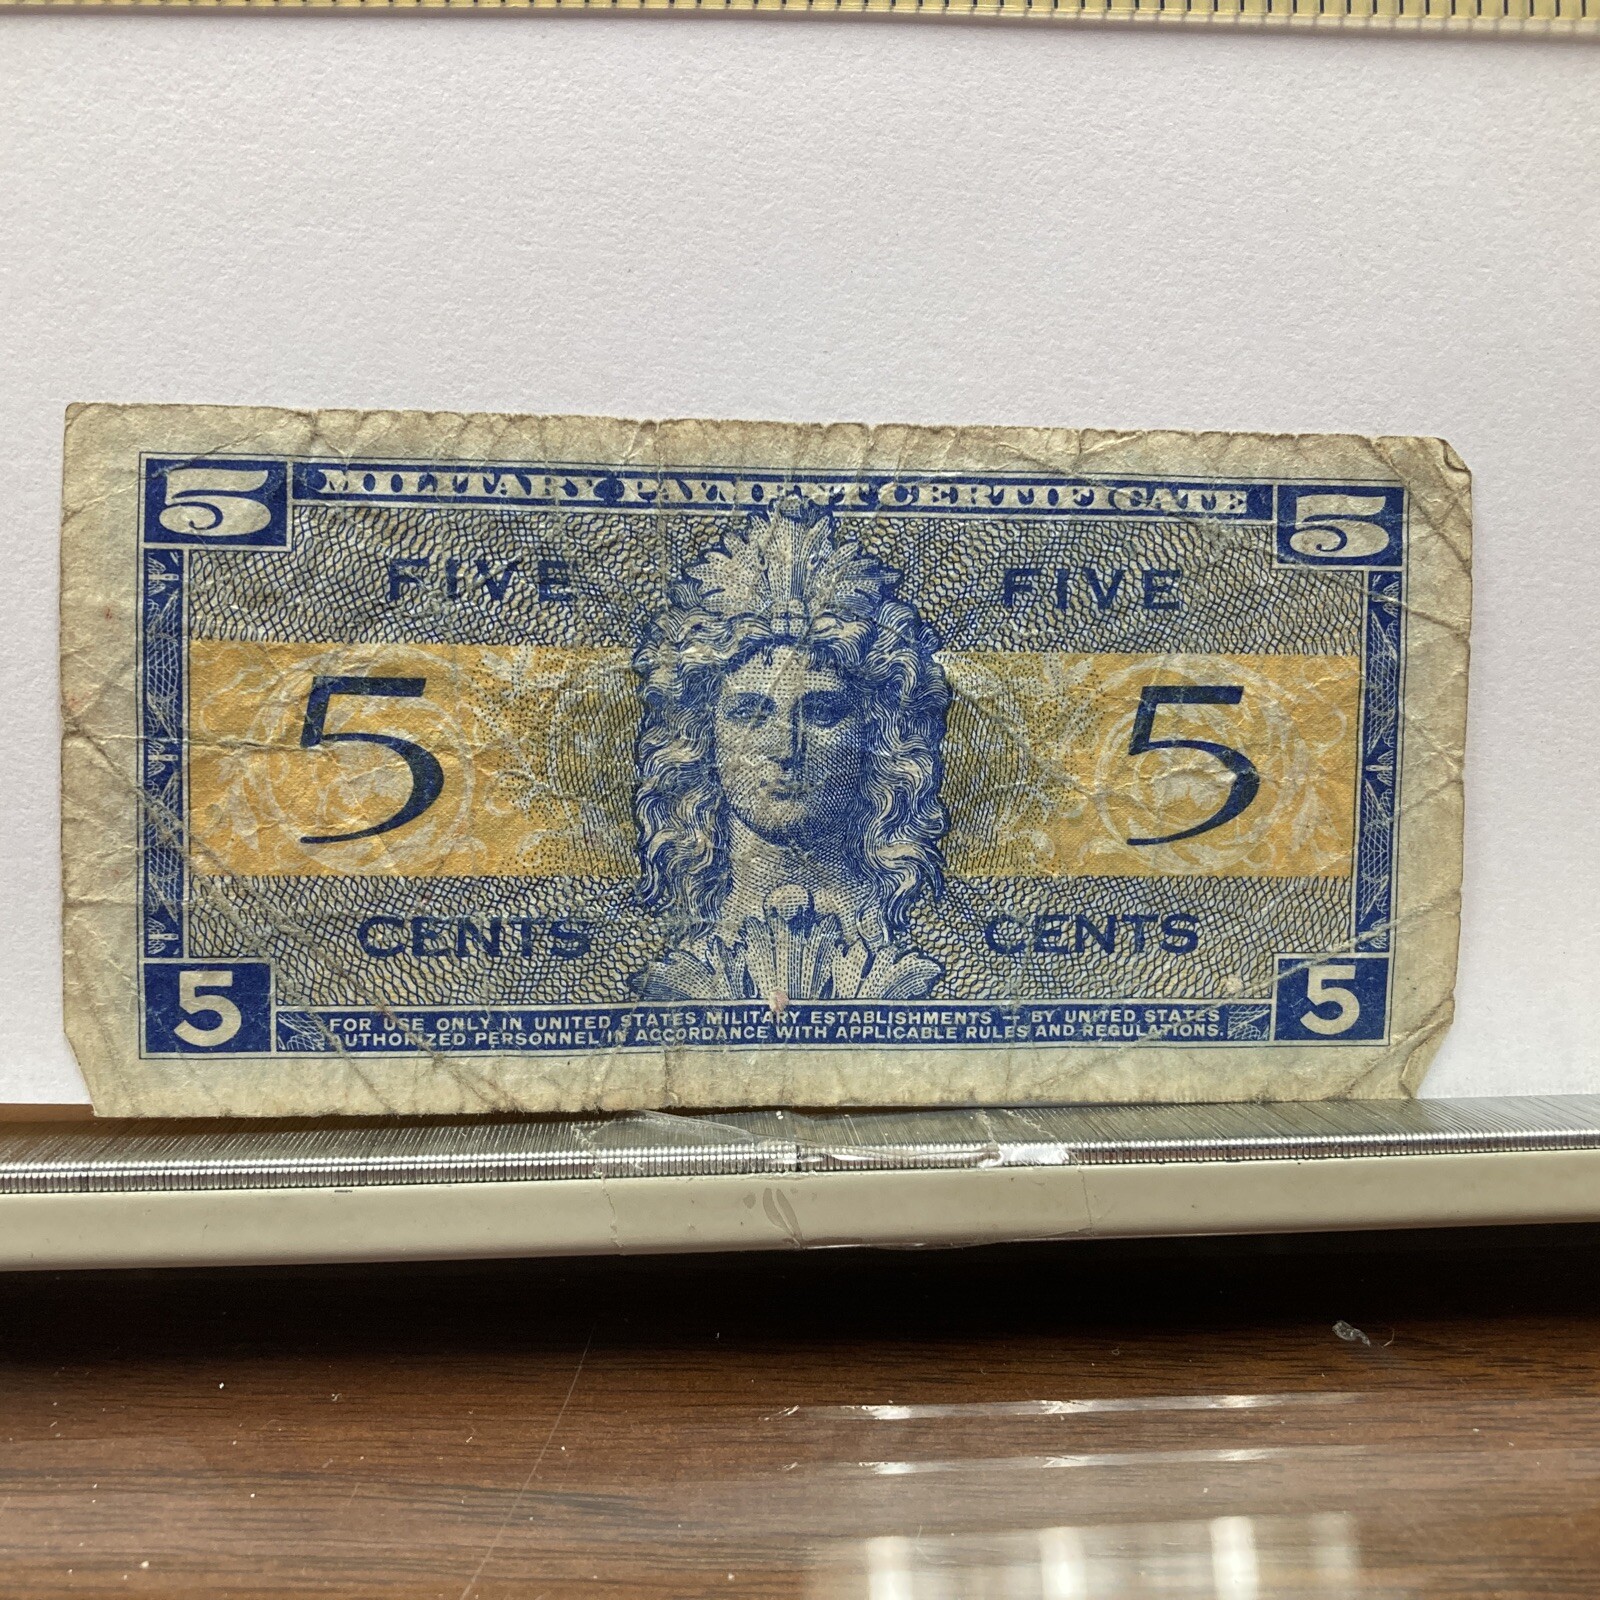 5 MILITARY PAYMENT CERTIFICATE 5
FIVE FIVE
5 5
CENTS CENTS
5 5
FOR USE ONLY IN UNITED STATES MILITARY ESTABLISHMENTS — BY UNITED STATES
AUTHORIZED PERSONNEL IN ACCORDANCE WITH APPLICABLE RULES AND REGULATIONS.